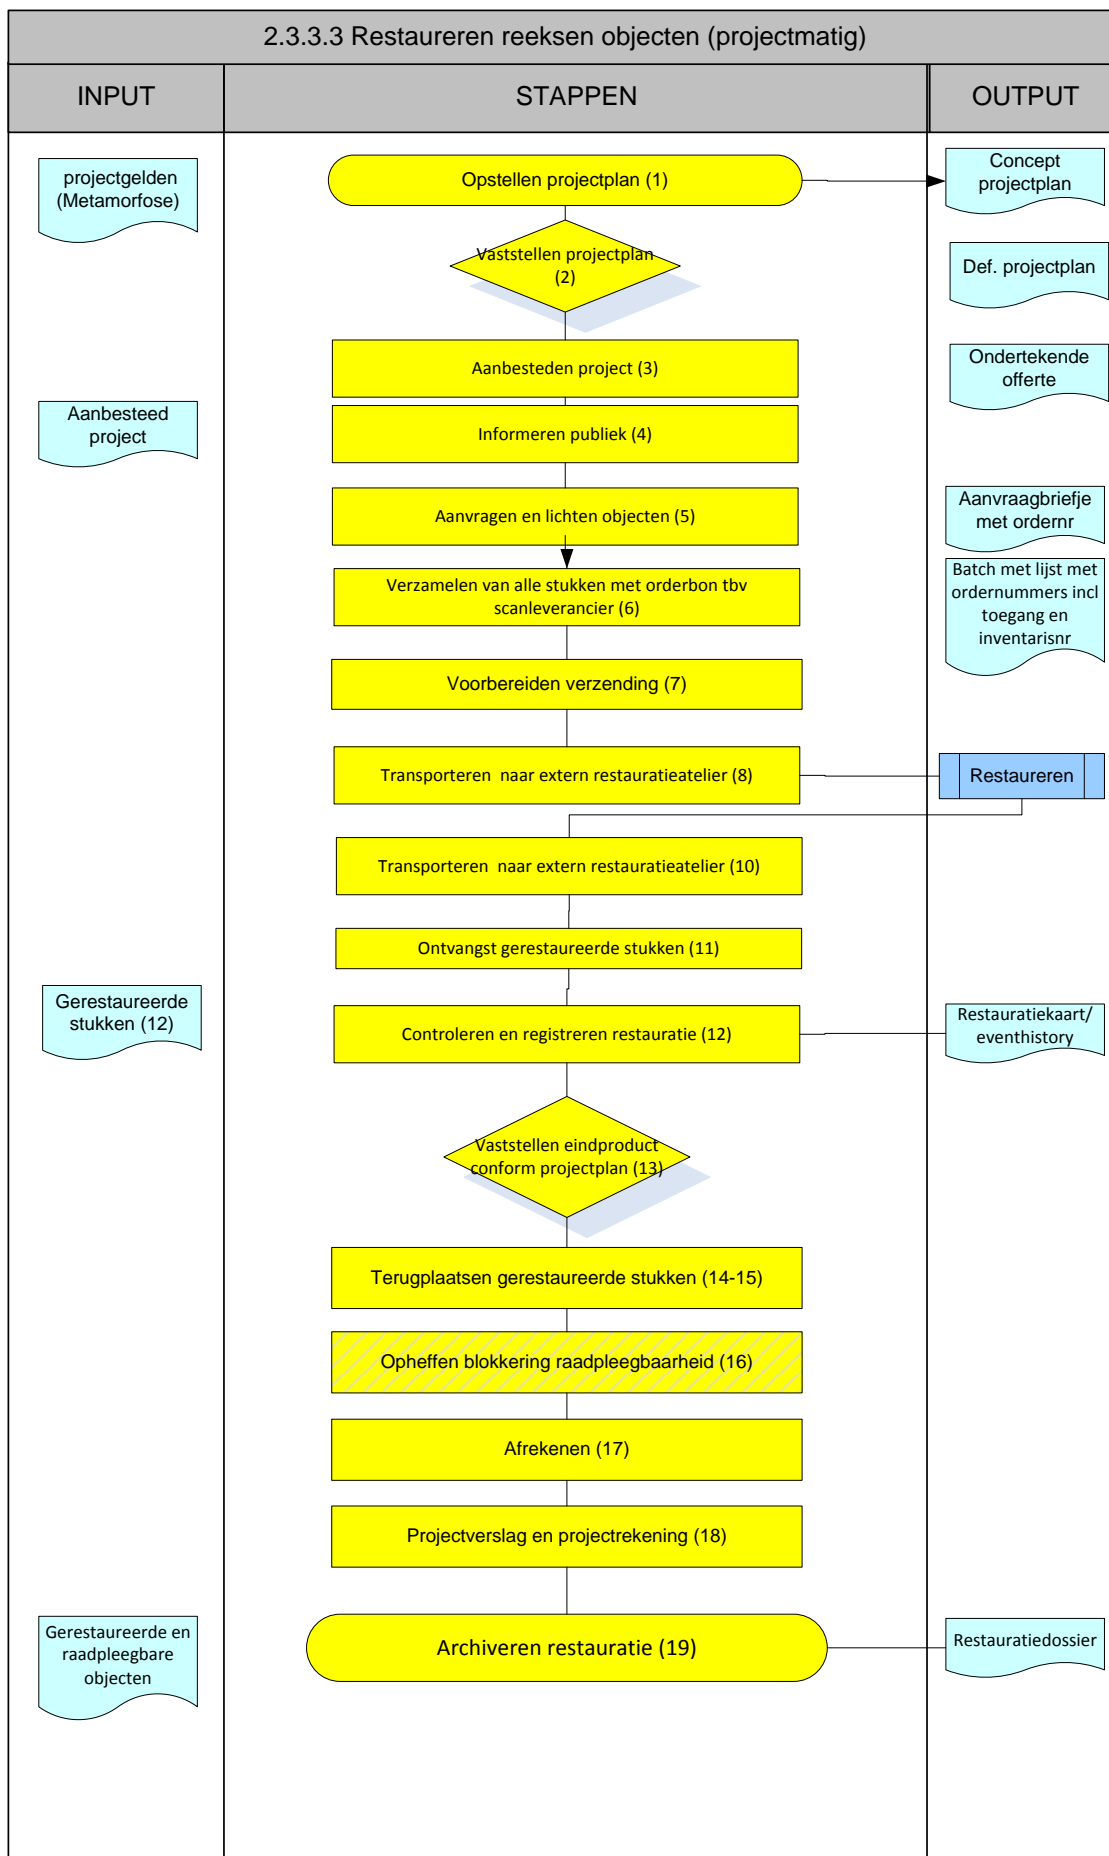 2.3.3.3 Restaureren reeksen objecten (projectmatig)
INPUT
STAPPEN
OUTPUT
projectgelden
(Metamorfose)
Opstellen projectplan (1)
Concept
projectplan
Vaststellen projectplan
(2)
Def. projectplan
Aanbesteden project (3)
Ondertekende
offerte
Aanbesteed
project
Informeren publiek (4)
Aanvragen en lichten objecten (5)
Aanvraagbriefje
met ordernr
Verzamelen van alle stukken met orderbon tbv
scanleverancier (6)
Batch met lijst met
ordernummers incl
toegang en
inventarisnr
Voorbereiden verzending (7)
Transporteren  naar extern restauratieatelier (8)
Restaureren
Transporteren  naar extern restauratieatelier (10)
Ontvangst gerestaureerde stukken (11)
Gerestaureerde
stukken (12)
Controleren en registreren restauratie (12)
Restauratiekaart/
eventhistory
Vaststellen eindproduct
conform projectplan (13)
Terugplaatsen gerestaureerde stukken (14-15)
Opheffen blokkering raadpleegbaarheid (16)
Afrekenen (17)
Projectverslag en projectrekening (18)
Gerestaureerde en
raadpleegbare
objecten
Archiveren restauratie (19)
Restauratiedossier